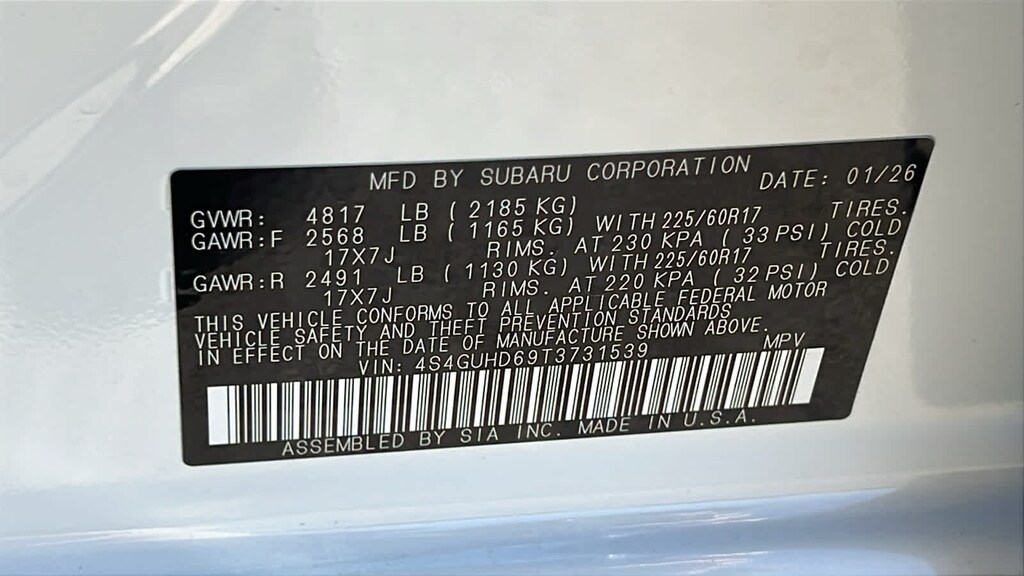 MFD BY SUBARU CORPORATION DATE: 01/26
GVWR: 4817 LB ( 2185 KG)
GAWR:F 2568 LB ( 1165 KG) WITH 225/60R17 TIRES.
17X7J RIMS. AT 230 KPA ( 33 PSI) COLD
GAWR:R 2491 LB ( 1130 KG) WITH 225/60R17 TIRES.
17X7J RIMS. AT 220 KPA ( 32 PSI) COLD
THIS VEHICLE CONFORMS TO ALL APPLICABLE FEDERAL MOTOR
VEHICLE SAFETY AND THEFT PREVENTION STANDARDS
IN EFFECT ON THE DATE OF MANUFACTURE SHOWN ABOVE.
VIN: 4S4GUHD69T3731539 MPV
ASSEMBLED BY SIA INC. MADE IN U.S.A.